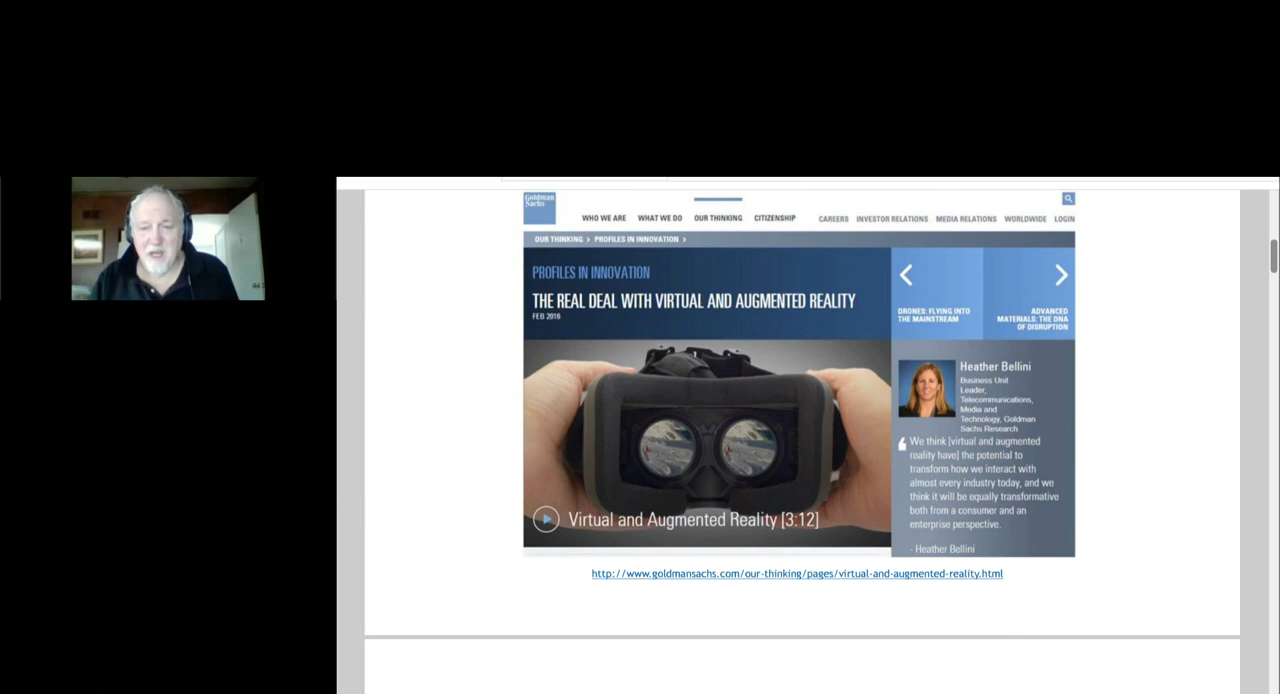 Goldman
Sachs
WHO WE ARE WHAT WE DO OUR THINKING CITIZENSHIP CAREERS INVESTOR RELATIONS MEDIA RELATIONS WORLDWIDE LOGIN
OUR THINKING > PROFILES IN INNOVATION >
PROFILES IN INNOVATION
THE REAL DEAL WITH VIRTUAL AND AUGMENTED REALITY
FEB 2016
DRONES: FLYING INTO
THE MAINSTREAM
ADVANCED
MATERIALS: THE DNA
OF DISRUPTION
Virtual and Augmented Reality [3:12]
Heather Bellini
Business Unit
Leader,
Telecommunications,
Media and
Technology, Goldman
Sachs Research
We think [virtual and augmented
reality have] the potential to
transform how we interact with
almost every industry today, and we
think it will be equally transformative
both from a consumer and an
enterprise perspective.
- Heather Bellini
http://www.goldmansachs.com/our-thinking/pages/virtual-and-augmented-reality.html